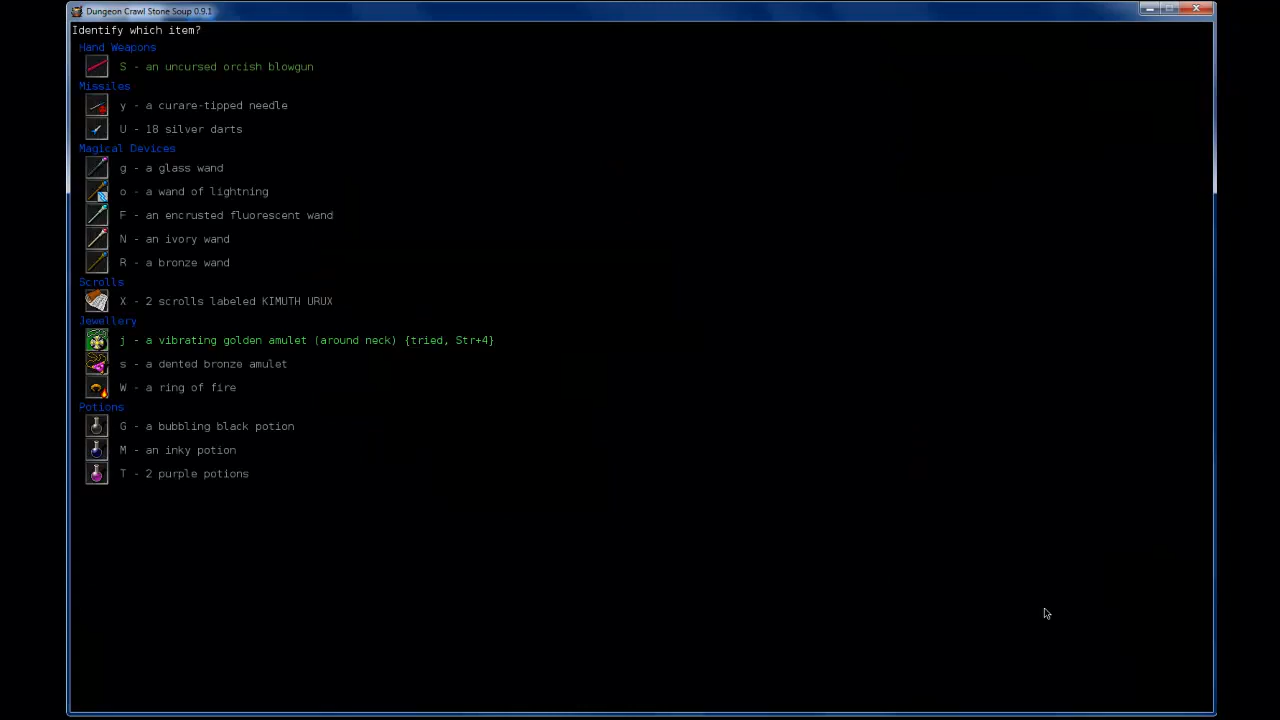 Dungeon Crawl Stone Soup 0.9.1
Identify which item?
Hand Weapons
S - an uncursed orcish blowgun
Missiles
y - a curare-tipped needle
U - 18 silver darts
Magical Devices
g - a glass wand
o - a wand of lightning
F - an encrusted fluorescent wand
N - an ivory wand
R - a bronze wand
Scrolls
X - 2 scrolls labeled KIMUTH URUX
Jewellery
j - a vibrating golden amulet (around neck) {tried, Str+4}
s - a dented bronze amulet
W - a ring of fire
Potions
G - a bubbling black potion
M - an inky potion
T - 2 purple potions